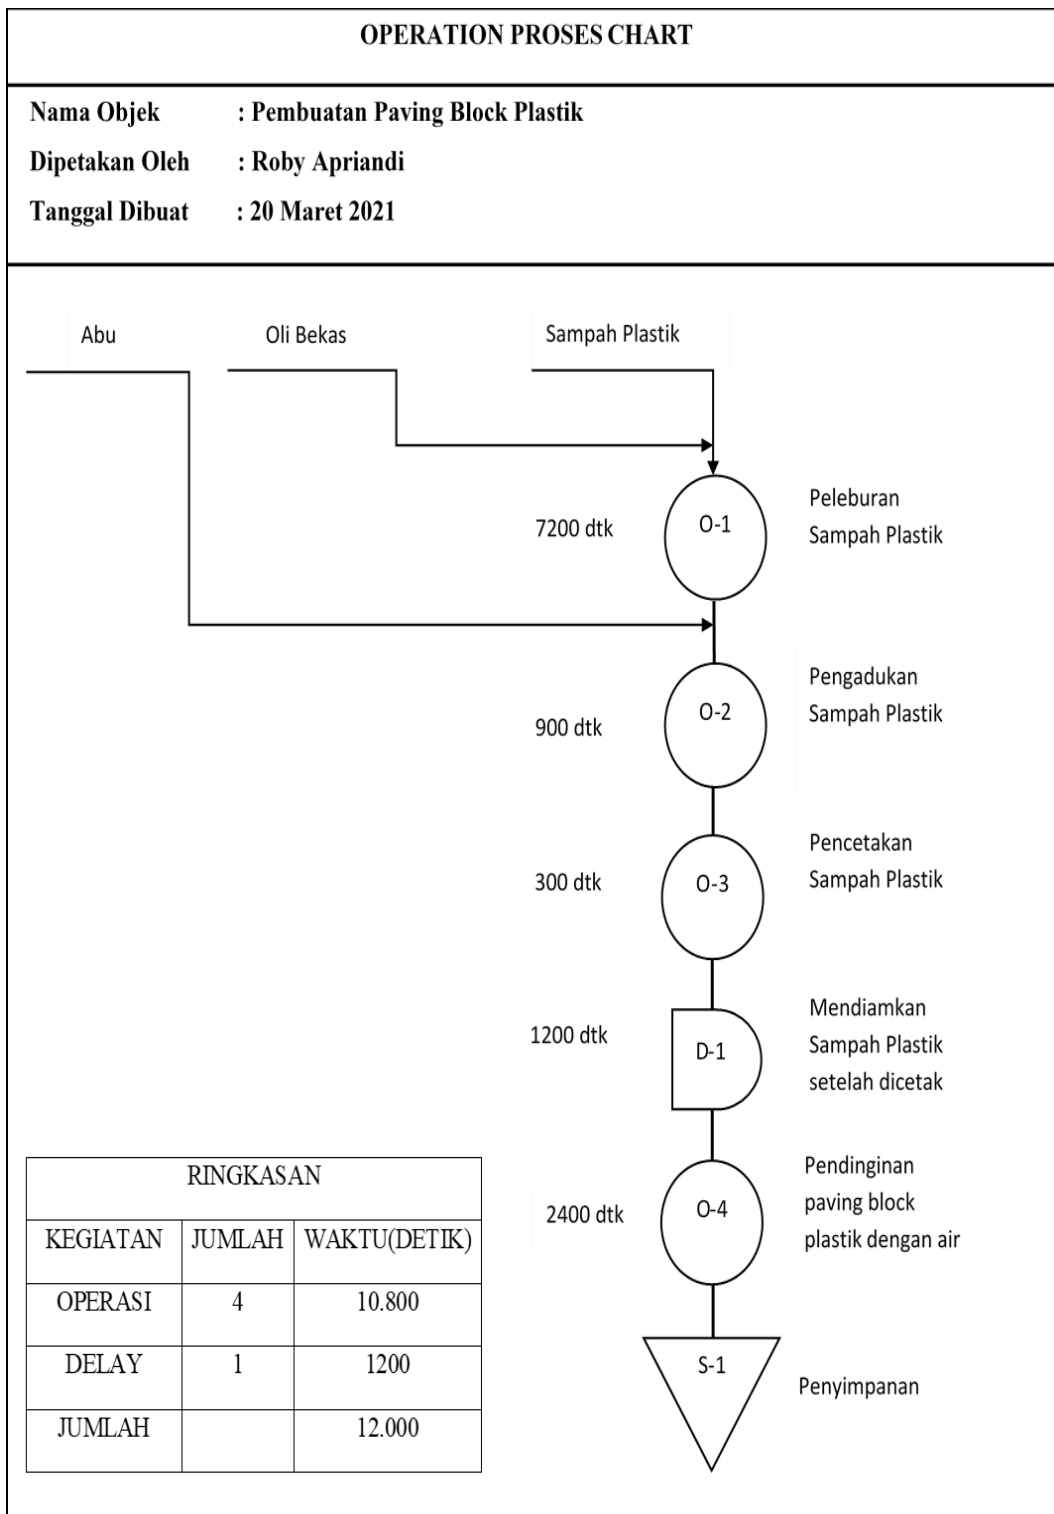 OPERATION PROSES CHART
Nama Objek : Pembuatan Paving Block Plastik
Dipetakan Oleh : Roby Apriandi
Tanggal Dibuat : 20 Maret 2021
Abu
Oli Bekas
Sampah Plastik
7200 dtk
O-1
Peleburan
Sampah Plastik
900 dtk
O-2
Pengadukan
Sampah Plastik
300 dtk
O-3
Pencetakan
Sampah Plastik
1200 dtk
D-1
Mendiamkan
Sampah Plastik
setelah dicetak
2400 dtk
O-4
Pendinginan
paving block
plastik dengan air
S-1
Penyimpanan
RINGKASAN
KEGIATAN JUMLAH WAKTU(DETIK)
OPERASI 4 10.800
DELAY 1 1200
JUMLAH 12.000